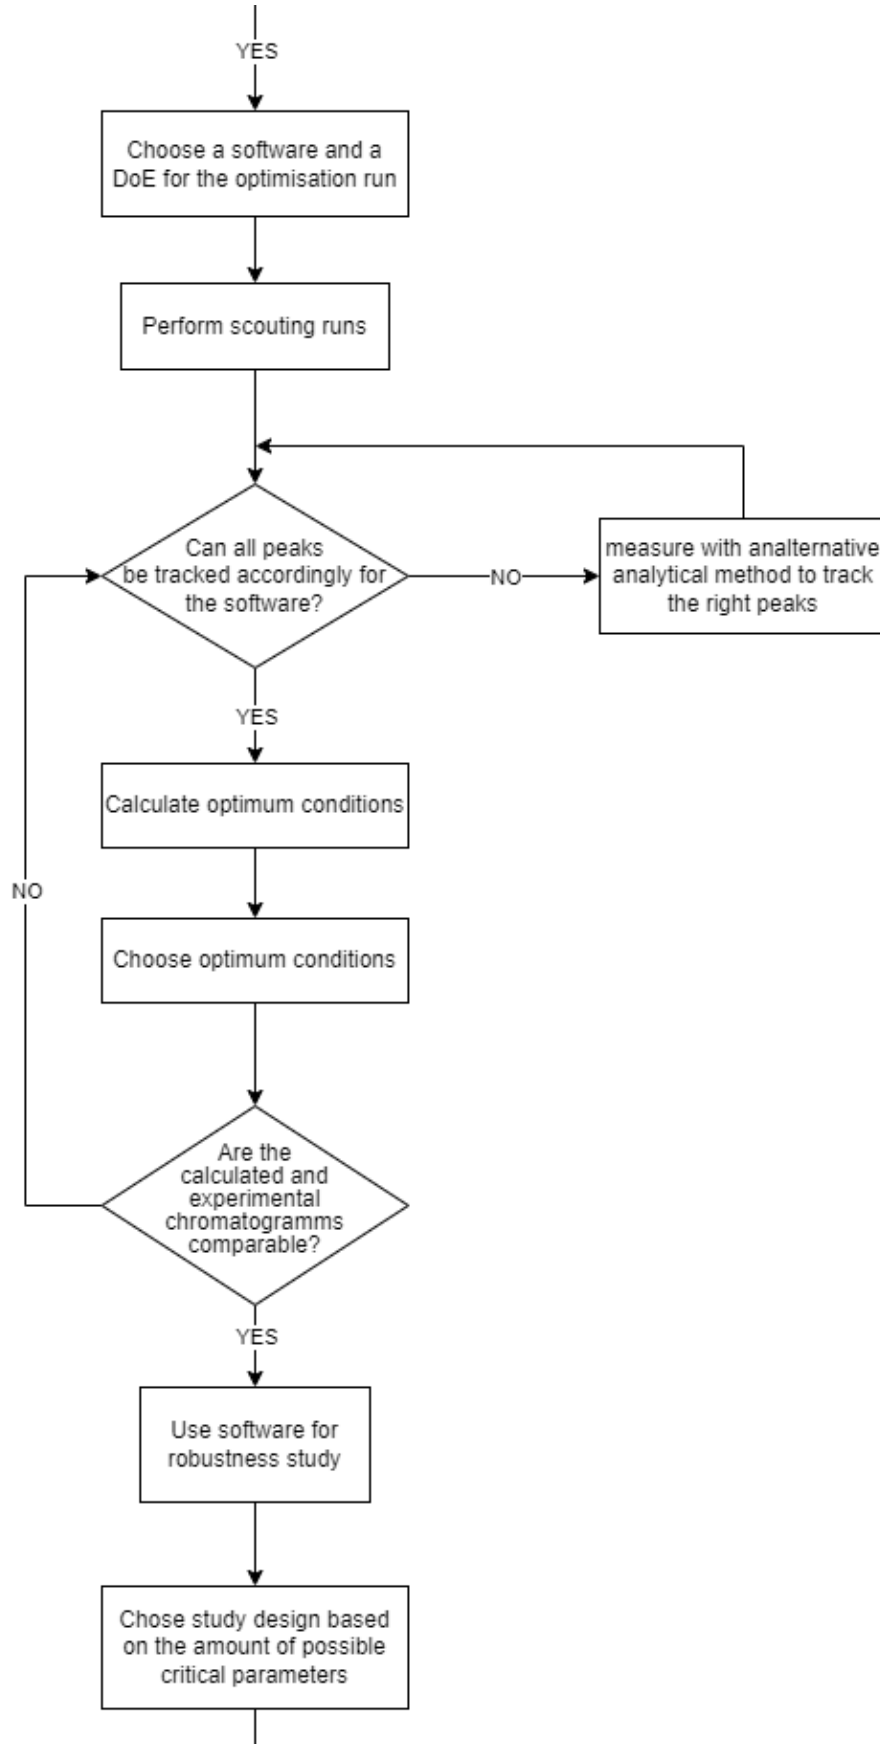 YES
Choose a software and a
DoE for the optimisation run
Perform scouting runs
Can all peaks
be tracked accordingly for
the software?
NO
measure with analternative
analytical method to track
the right peaks
YES
Calculate optimum conditions
NO
Choose optimum conditions
Are the
calculated and
experimental
chromatogramms
comparable?
YES
Use software for
robustness study
Chose study design based
on the amount of possible
critical parameters